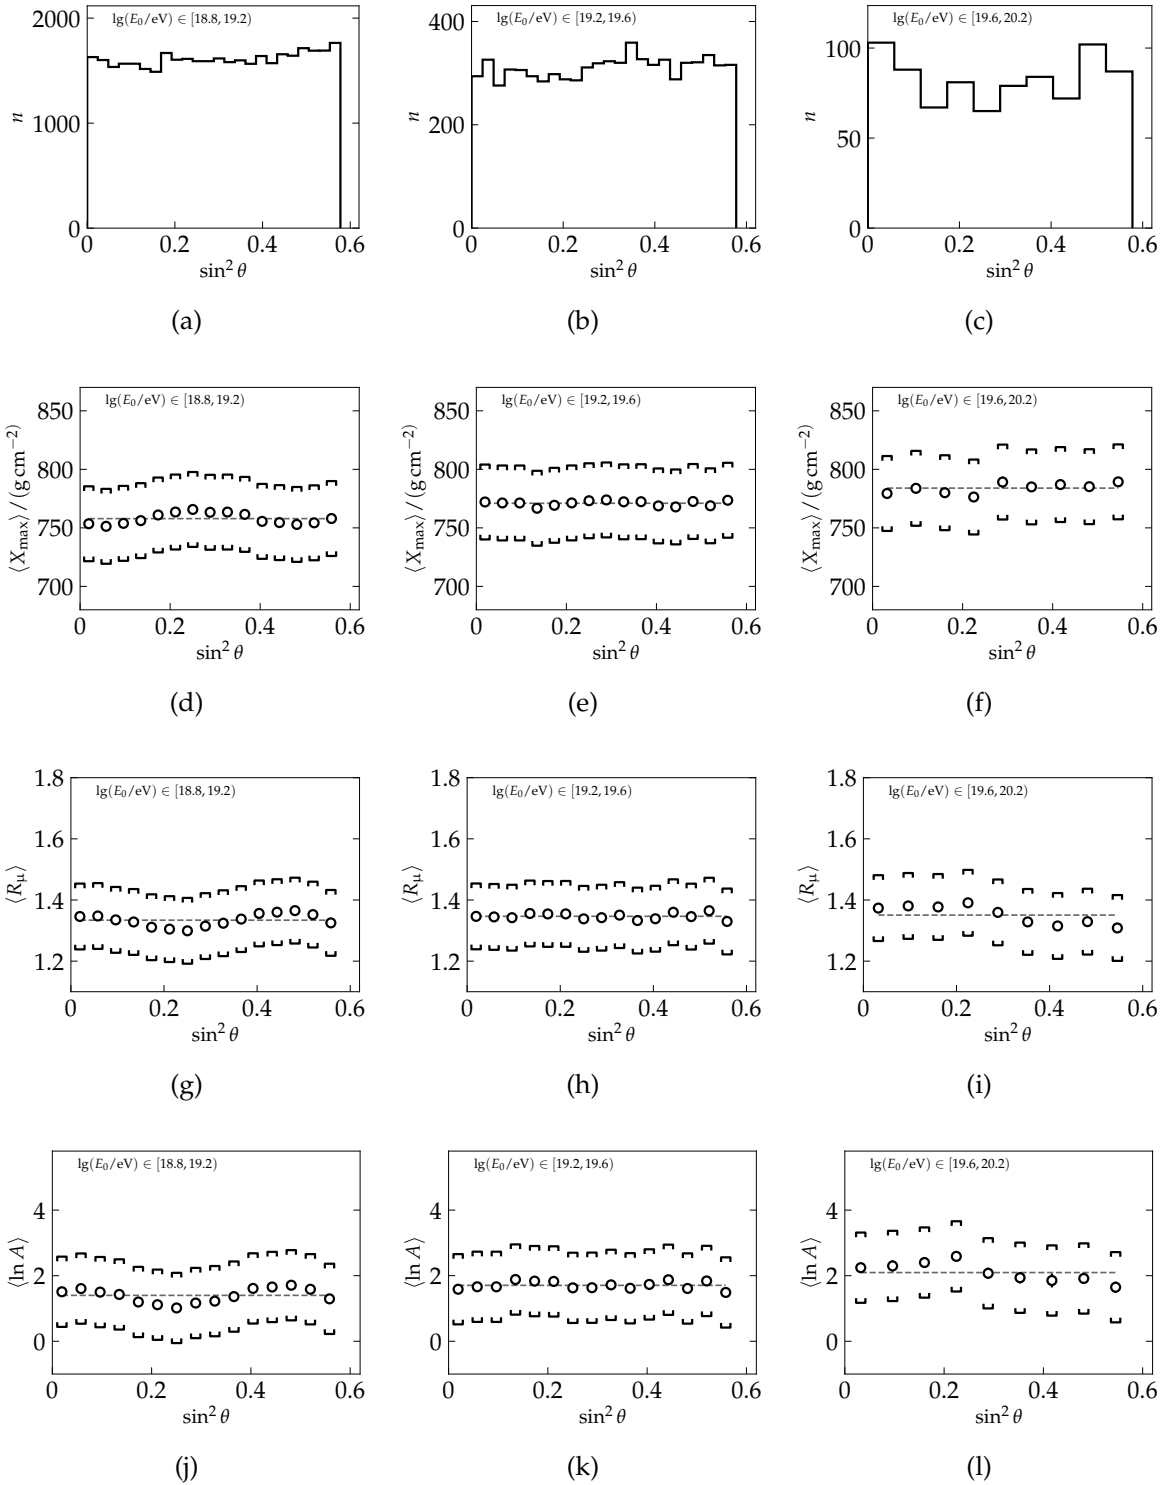 lg(E₀/eV) ∈ [18.8, 19.2)
2000
1000
0
n
0 0.2 0.4 0.6
sin² θ
(a)
lg(E₀/eV) ∈ [19.2, 19.6)
400
200
0
n
0 0.2 0.4 0.6
sin² θ
(b)
lg(E₀/eV) ∈ [19.6, 20.2)
100
50
0
n
0 0.2 0.4 0.6
sin² θ
(c)
lg(E₀/eV) ∈ [18.8, 19.2)
850
800
750
700
⟨X_max⟩ / (g cm⁻²)
0 0.2 0.4 0.6
sin² θ
(d)
lg(E₀/eV) ∈ [19.2, 19.6)
850
800
750
700
⟨X_max⟩ / (g cm⁻²)
0 0.2 0.4 0.6
sin² θ
(e)
lg(E₀/eV) ∈ [19.6, 20.2)
850
800
750
700
⟨X_max⟩ / (g cm⁻²)
0 0.2 0.4 0.6
sin² θ
(f)
1.8
lg(E₀/eV) ∈ [18.8, 19.2)
1.6
1.4
1.2
⟨R_μ⟩
0 0.2 0.4 0.6
sin² θ
(g)
1.8
lg(E₀/eV) ∈ [19.2, 19.6)
1.6
1.4
1.2
⟨R_μ⟩
0 0.2 0.4 0.6
sin² θ
(h)
1.8
lg(E₀/eV) ∈ [19.6, 20.2)
1.6
1.4
1.2
⟨R_μ⟩
0 0.2 0.4 0.6
sin² θ
(i)
lg(E₀/eV) ∈ [18.8, 19.2)
4
2
0
⟨ln A⟩
0 0.2 0.4 0.6
sin² θ
(j)
lg(E₀/eV) ∈ [19.2, 19.6)
4
2
0
⟨ln A⟩
0 0.2 0.4 0.6
sin² θ
(k)
lg(E₀/eV) ∈ [19.6, 20.2)
4
2
0
⟨ln A⟩
0 0.2 0.4 0.6
sin² θ
(l)